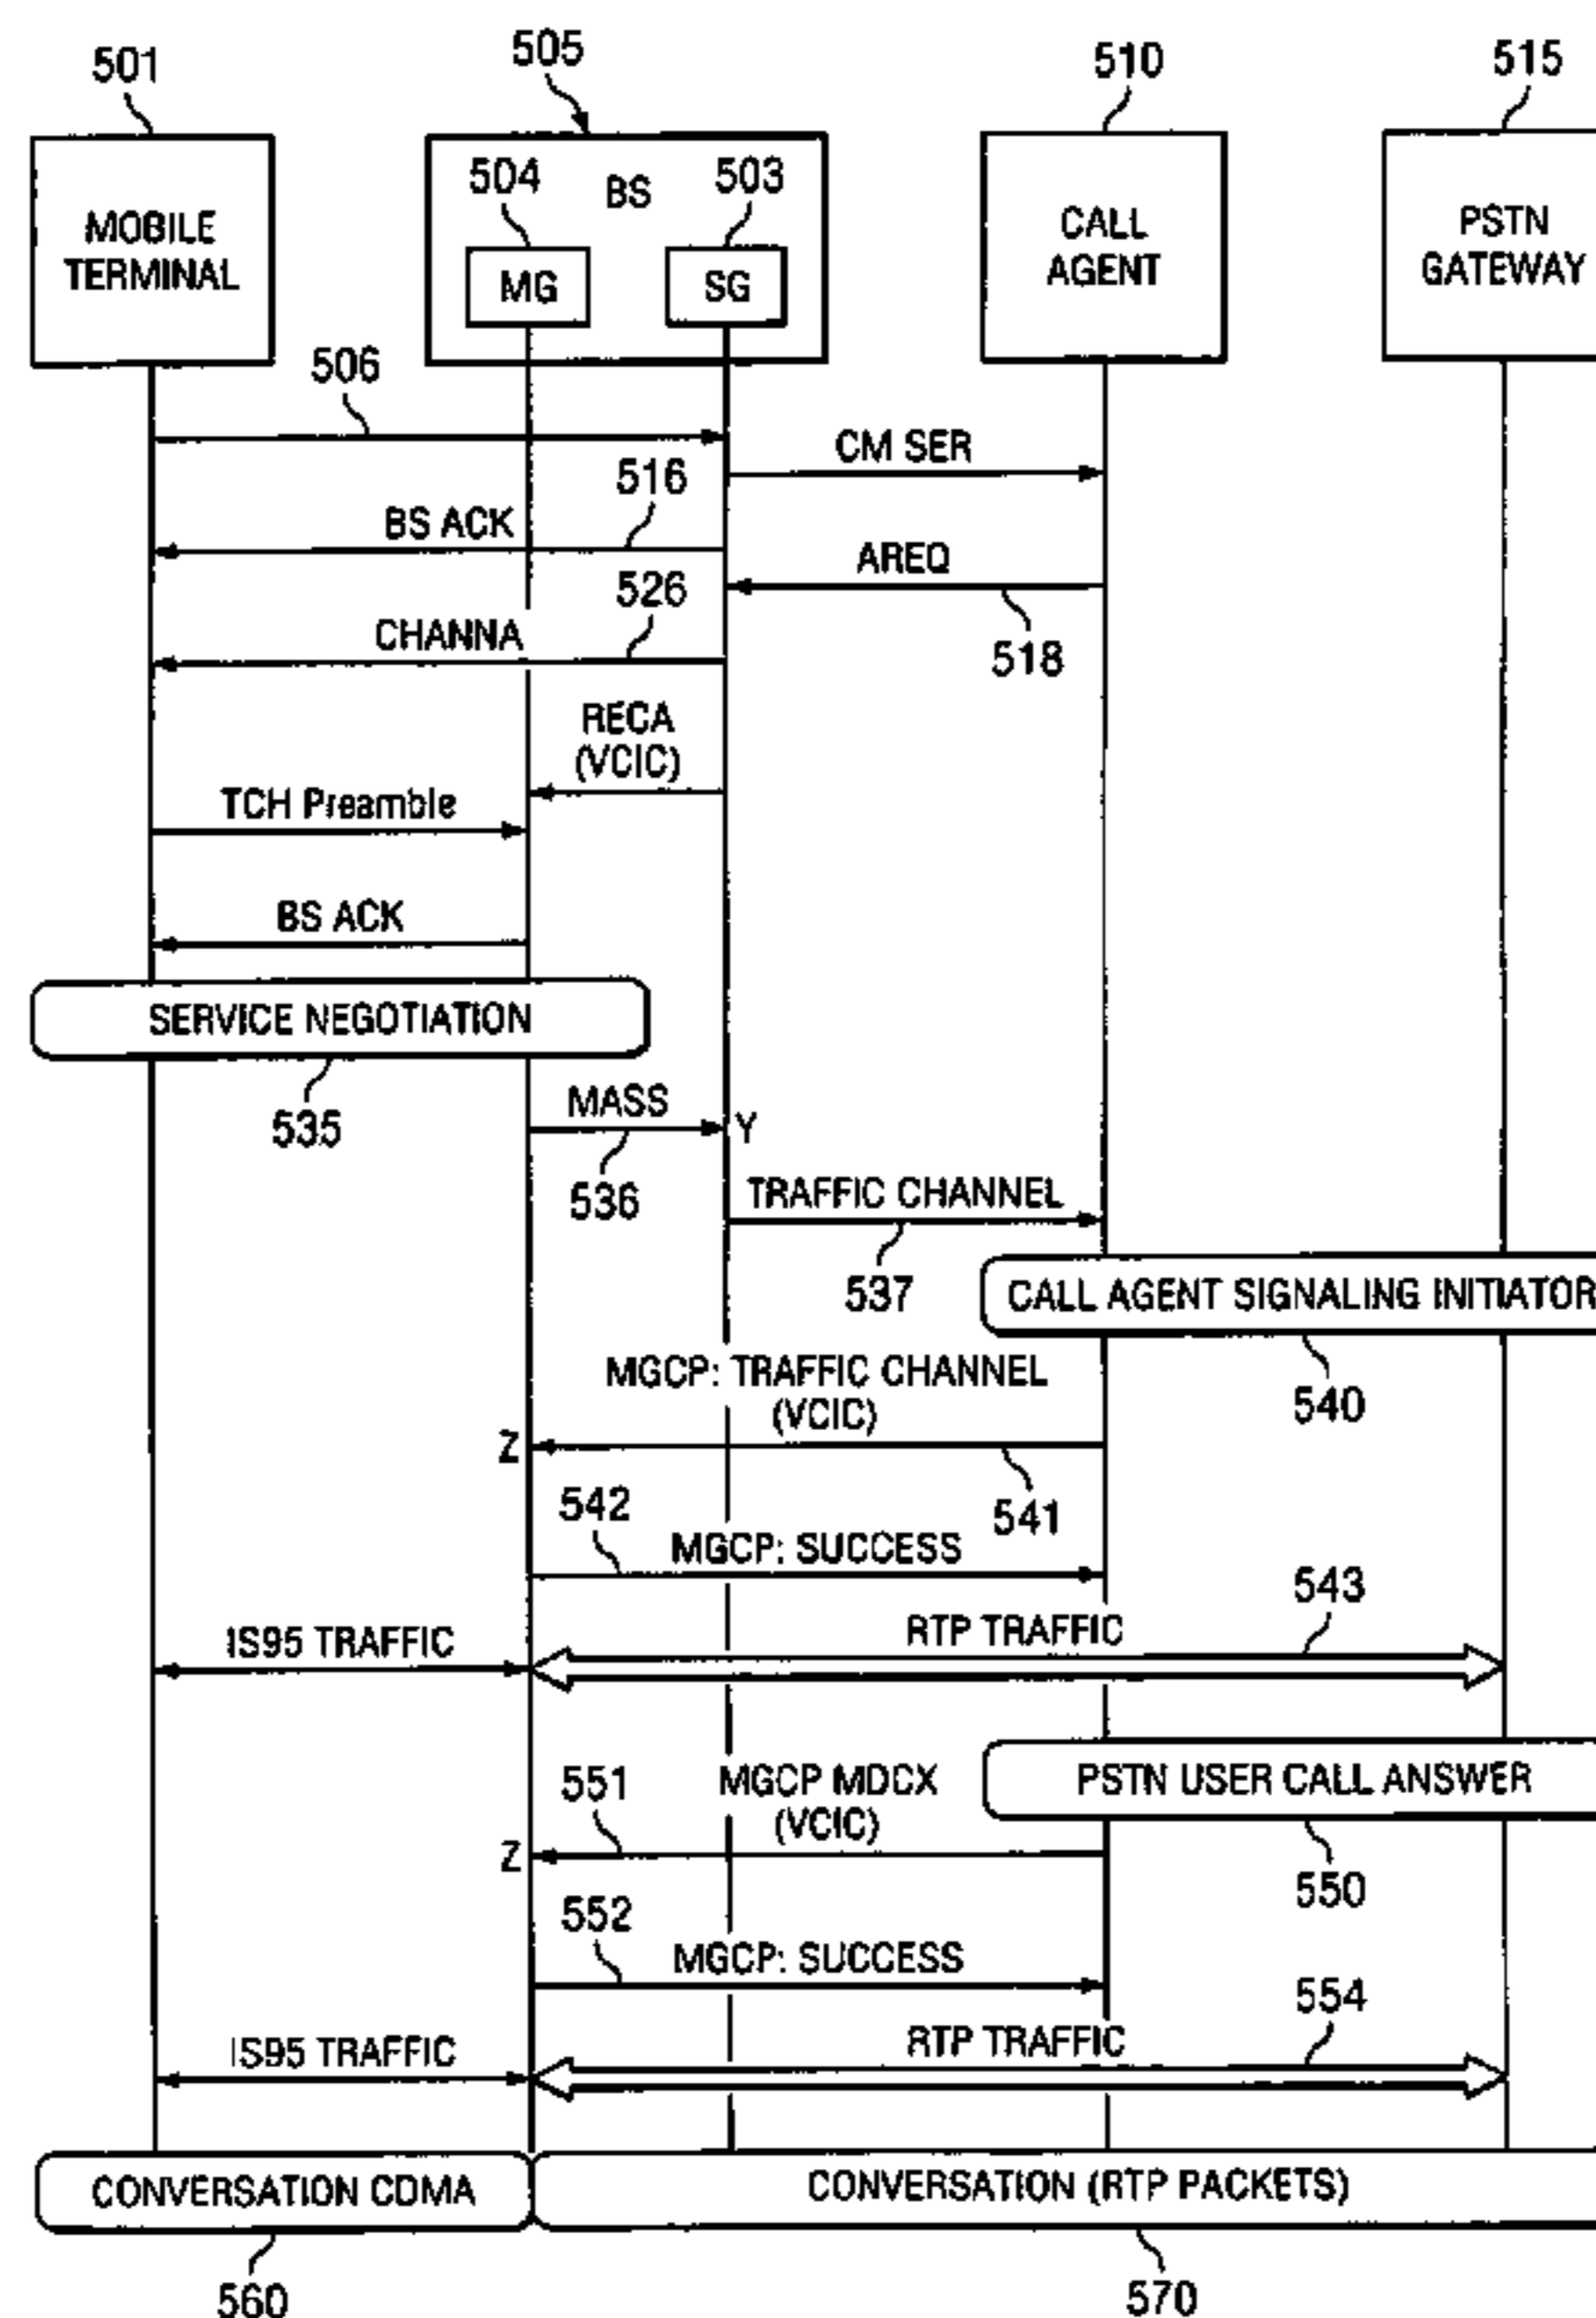 501
505
510
515
504
BS
503
MOBILE
TERMINAL
MG
SG
CALL
AGENT
PSTN
GATEWAY
506
CM SER
516
BS ACK
AREQ
526
CHANNA
518
RECA
(VCIC)
TCH Preamble
BS ACK
SERVICE NEGOTIATION
535
MASS
Y
536
TRAFFIC CHANNEL
537
CALL AGENT SIGNALING INITIATOR
540
MGCP: TRAFFIC CHANNEL
(VCIC)
Z
541
542
MGCP: SUCCESS
543
IS95 TRAFFIC
RTP TRAFFIC
PSTN USER CALL ANSWER
551
MGCP MDCX
(VCIC)
Z
550
552
MGCP: SUCCESS
554
IS95 TRAFFIC
RTP TRAFFIC
CONVERSATION CDMA
CONVERSATION (RTP PACKETS)
560
570